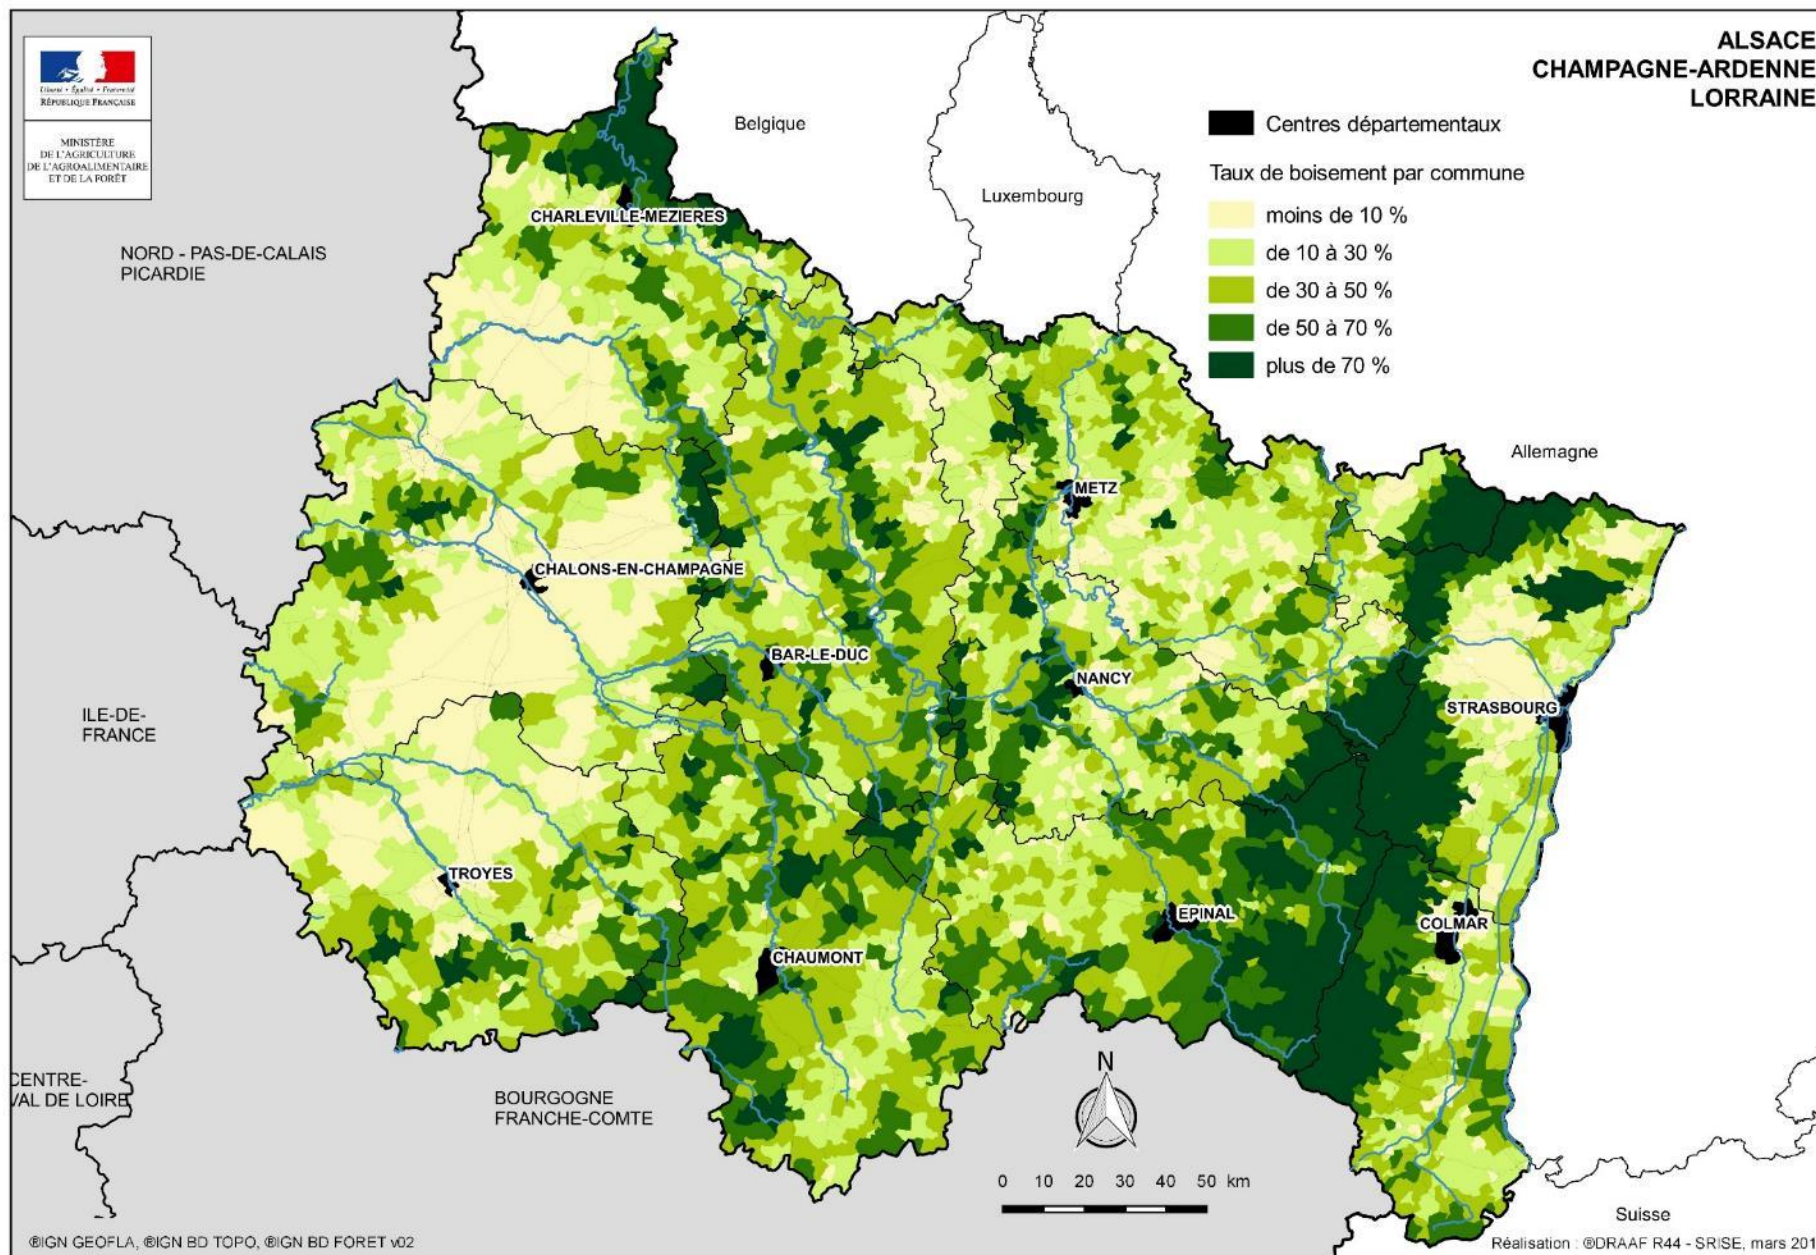 ALSACE
CHAMPAGNE-ARDENNE
LORRAINE
Liberté • Égalité • Fraternité
RÉPUBLIQUE FRANÇAISE
MINISTÈRE
DE L'AGRICULTURE
DE L'AGROALIMENTAIRE
ET DE LA FORÊT
Centres départementaux
Taux de boisement par commune
moins de 10 %
de 10 à 30 %
de 30 à 50 %
de 50 à 70 %
plus de 70 %
Belgique
Luxembourg
Allemagne
NORD - PAS-DE-CALAIS
PICARDIE
CHARLEVILLE-MEZIERES
METZ
CHALONS-EN-CHAMPAGNE
BAR-LE-DUC
NANCY
STRASBOURG
ILE-DE-
FRANCE
TROYES
EPINAL
COLMAR
CHAUMONT
CENTRE-
VAL DE LOIRE
BOURGOGNE
FRANCHE-COMTE
N
0 10 20 30 40 50 km
Suisse
®IGN GEOFLA, ®IGN BD TOPO, ®IGN BD FORET v02
Réalisation : ®DRAAF R44 - SRISE, mars 201